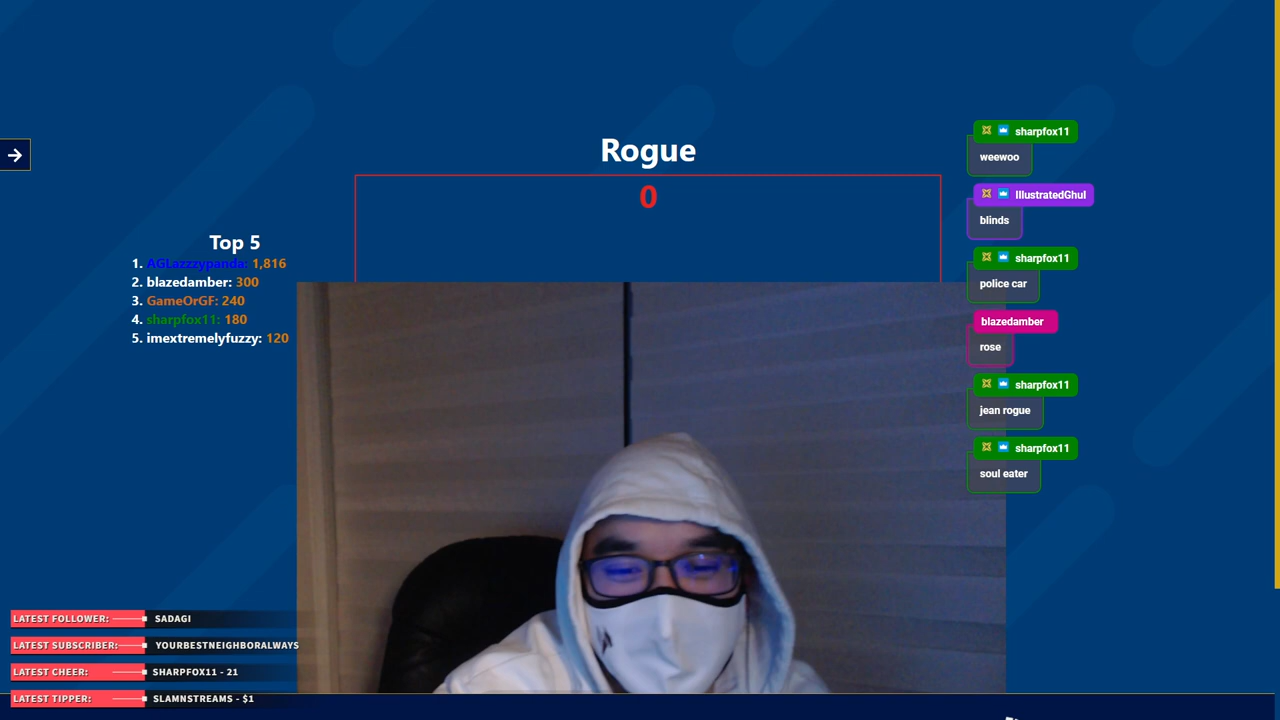 Rogue
0
Top 5
1. AGLazzzypanda: 1,816
2. blazedamber: 300
3. GameOrGF: 240
4. sharpfox11: 180
5. imextremelyfuzzy: 120
sharpfox11
weewoo
IllustratedGhul
blinds
sharpfox11
police car
blazedamber
rose
sharpfox11
jean rogue
sharpfox11
soul eater
LATEST FOLLOWER: SADAGI
LATEST SUBSCRIBER: YOURBESTNEIGHBORALWAYS
LATEST CHEER: SHARPFOX11 - 21
LATEST TIPPER: SLAMNSTREAMS - $1